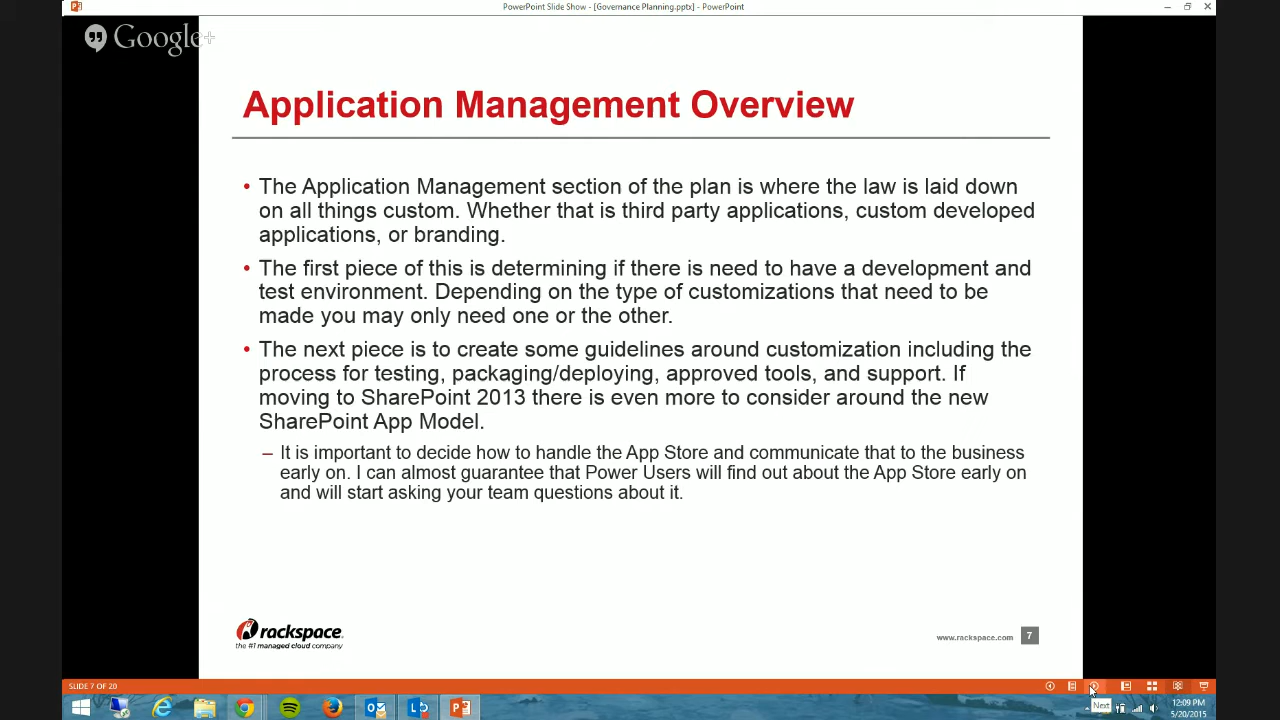 PowerPoint Slide Show - [Governance Planning.pptx] - PowerPoint
Google+
Application Management Overview
• The Application Management section of the plan is where the law is laid down
on all things custom. Whether that is third party applications, custom developed
applications, or branding.
• The first piece of this is determining if there is need to have a development and
test environment. Depending on the type of customizations that need to be
made you may only need one or the other.
• The next piece is to create some guidelines around customization including the
process for testing, packaging/deploying, approved tools, and support. If
moving to SharePoint 2013 there is even more to consider around the new
SharePoint App Model.
– It is important to decide how to handle the App Store and communicate that to the business
early on. I can almost guarantee that Power Users will find out about the App Store early on
and will start asking your team questions about it.
rackspace.
the #1 managed cloud company
www.rackspace.com 7
SLIDE 7 OF 20
Next
12:09 PM
5/20/2015